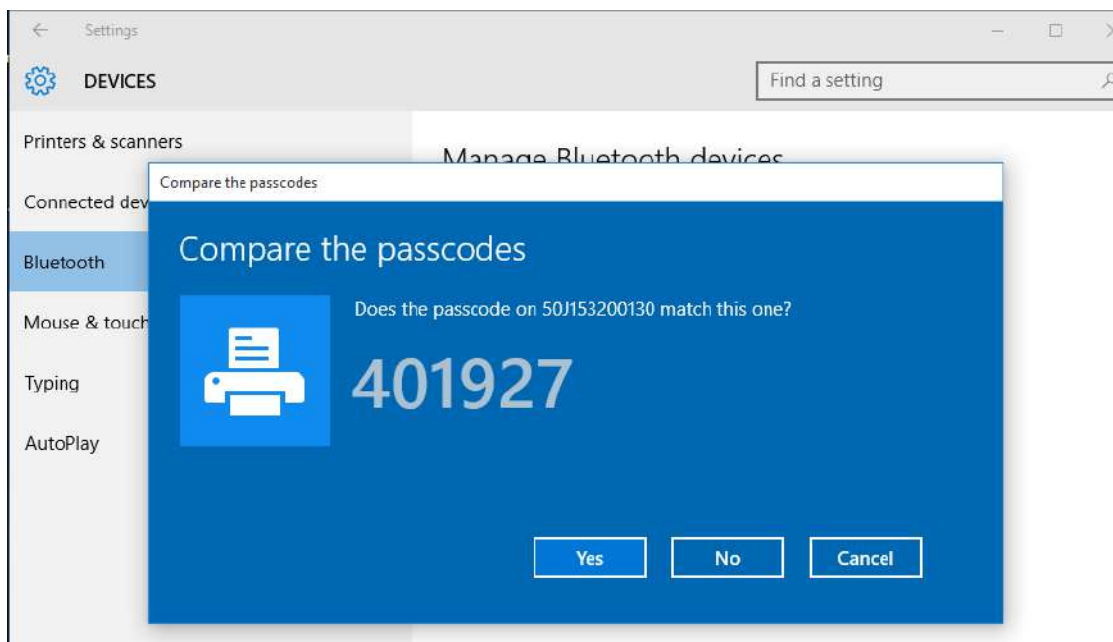 Settings
DEVICES
Find a setting
Printers & scanners
Manage Bluetooth devices
Compare the passcodes
Connected dev
Compare the passcodes
Bluetooth
Does the passcode on 50J153200130 match this one?
Mouse & touch
401927
Typing
AutoPlay
Yes
No
Cancel